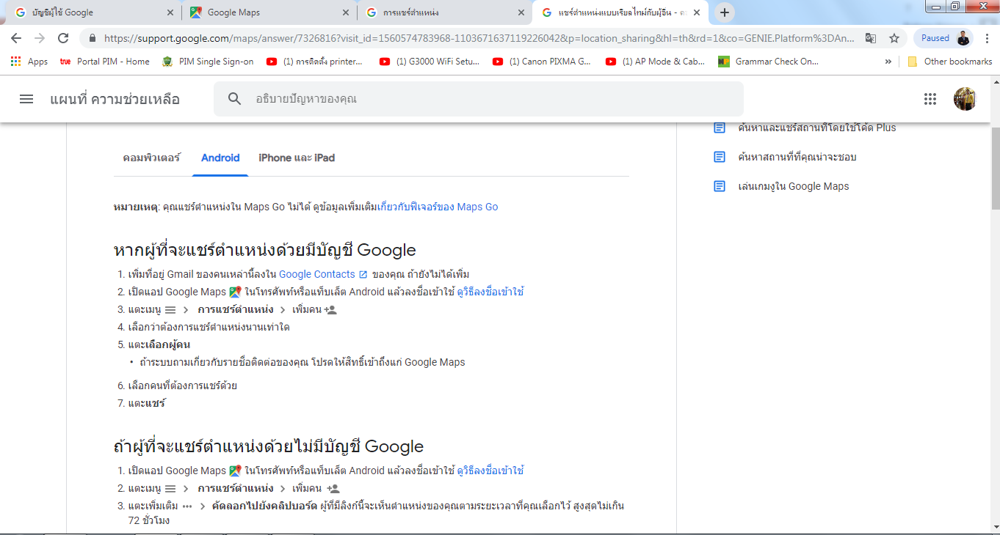 บัญชีผู้ใช้ Google
Google Maps
การแชร์ตำแหน่ง
แชร์ตำแหน่งแบบเรียลไทม์กับผู้อื่น -
https://support.google.com/maps/answer/7326816?visit_id=1560574783968-1103671637119226042&p=location_sharing&hl=th&rd=1&co=GENIE.Platform%3DAn...
Paused
Apps
true
Portal PIM - Home
PIM Single Sign-on
(1) การติดตั้ง printer...
(1) G3000 WiFi Setu...
(1) Canon PIXMA G...
(1) AP Mode & Cab...
Grammar Check On...
»
Other bookmarks
แผนที่ ความช่วยเหลือ
อธิบายปัญหาของคุณ
ค้นหาและแชร์สถานที่โดยใช้โค้ด Plus
คอมพิวเตอร์
Android
iPhone และ iPad
ค้นหาสถานที่ที่คุณน่าจะชอบ
เล่นเกมงูใน Google Maps
หมายเหตุ: คุณแชร์ตำแหน่งใน Maps Go ไม่ได้ ดูข้อมูลเพิ่มเติมเกี่ยวกับฟีเจอร์ของ Maps Go
หากผู้ที่จะแชร์ตำแหน่งด้วยมีบัญชี Google
1. เพิ่มที่อยู่ Gmail ของคนเหล่านี้ลงใน Google Contacts ของคุณ ถ้ายังไม่ได้เพิ่ม
2. เปิดแอป Google Maps ในโทรศัพท์หรือแท็บเล็ต Android แล้วลงชื่อเข้าใช้ ดูวิธีลงชื่อเข้าใช้
3. แตะเมนู > การแชร์ตำแหน่ง > เพิ่มคน
4. เลือกว่าต้องการแชร์ตำแหน่งนานเท่าใด
5. แตะเลือกผู้คน
• ถ้าระบบถามเกี่ยวกับรายชื่อติดต่อของคุณ โปรดให้สิทธิ์เข้าถึงแก่ Google Maps
6. เลือกคนที่ต้องการแชร์ด้วย
7. แตะแชร์
ถ้าผู้ที่จะแชร์ตำแหน่งด้วยไม่มีบัญชี Google
1. เปิดแอป Google Maps ในโทรศัพท์หรือแท็บเล็ต Android แล้วลงชื่อเข้าใช้ ดูวิธีลงชื่อเข้าใช้
2. แตะเมนู > การแชร์ตำแหน่ง > เพิ่มคน
3. แตะเพิ่มเติม ••• > คัดลอกไปยังคลิปบอร์ด ผู้ที่มีลิงก์นี้จะเห็นตำแหน่งของคุณตามระยะเวลาที่คุณเลือกไว้ สูงสุดไม่เกิน
72 ชั่วโมง